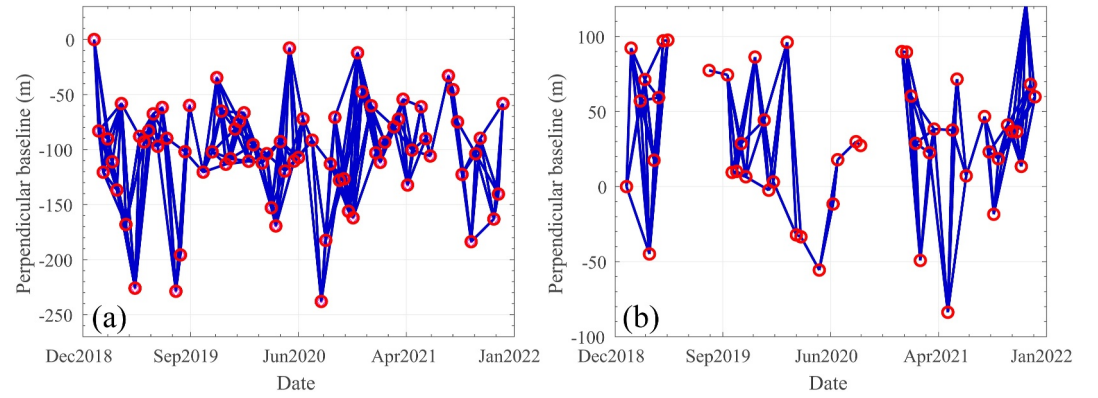 0
-50
-100
-150
-200
-250
Perpendicular baseline (m)
(a)
Dec2018 Sep2019 Jun2020 Apr2021 Jan2022
Date
100
50
0
-50
-100
Perpendicular baseline (m)
(b)
Dec2018 Sep2019 Jun2020 Apr2021 Jan2022
Date